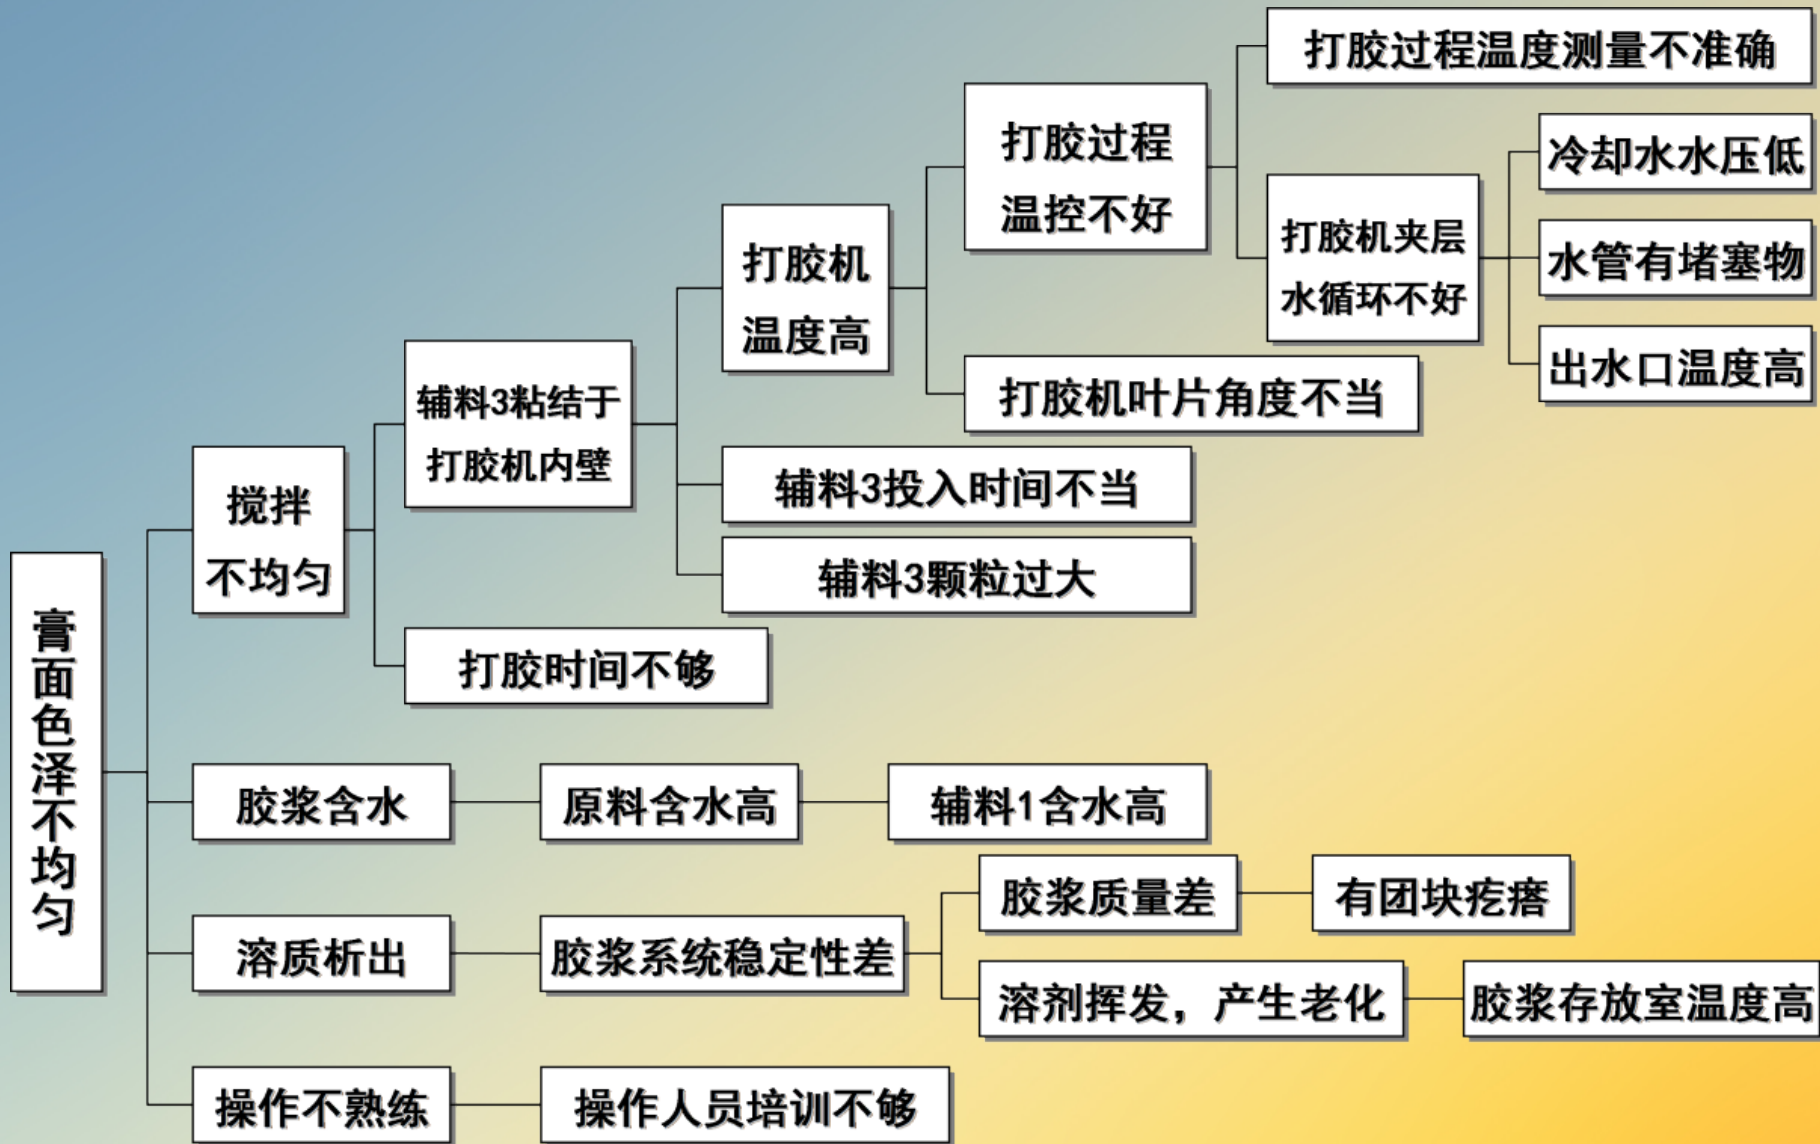 膏面色泽不均匀
搅拌
不均匀
辅料3粘结于
打胶机内壁
打胶机
温度高
打胶过程
温控不好
打胶过程温度测量不准确
打胶机夹层
水循环不好
冷却水水压低
水管有堵塞物
出水口温度高
打胶机叶片角度不当
辅料3投入时间不当
辅料3颗粒过大
打胶时间不够
胶浆含水
原料含水高
辅料1含水高
溶质析出
胶浆系统稳定性差
胶浆质量差
有团块疙瘩
溶剂挥发，产生老化
胶浆存放室温度高
操作不熟练
操作人员培训不够